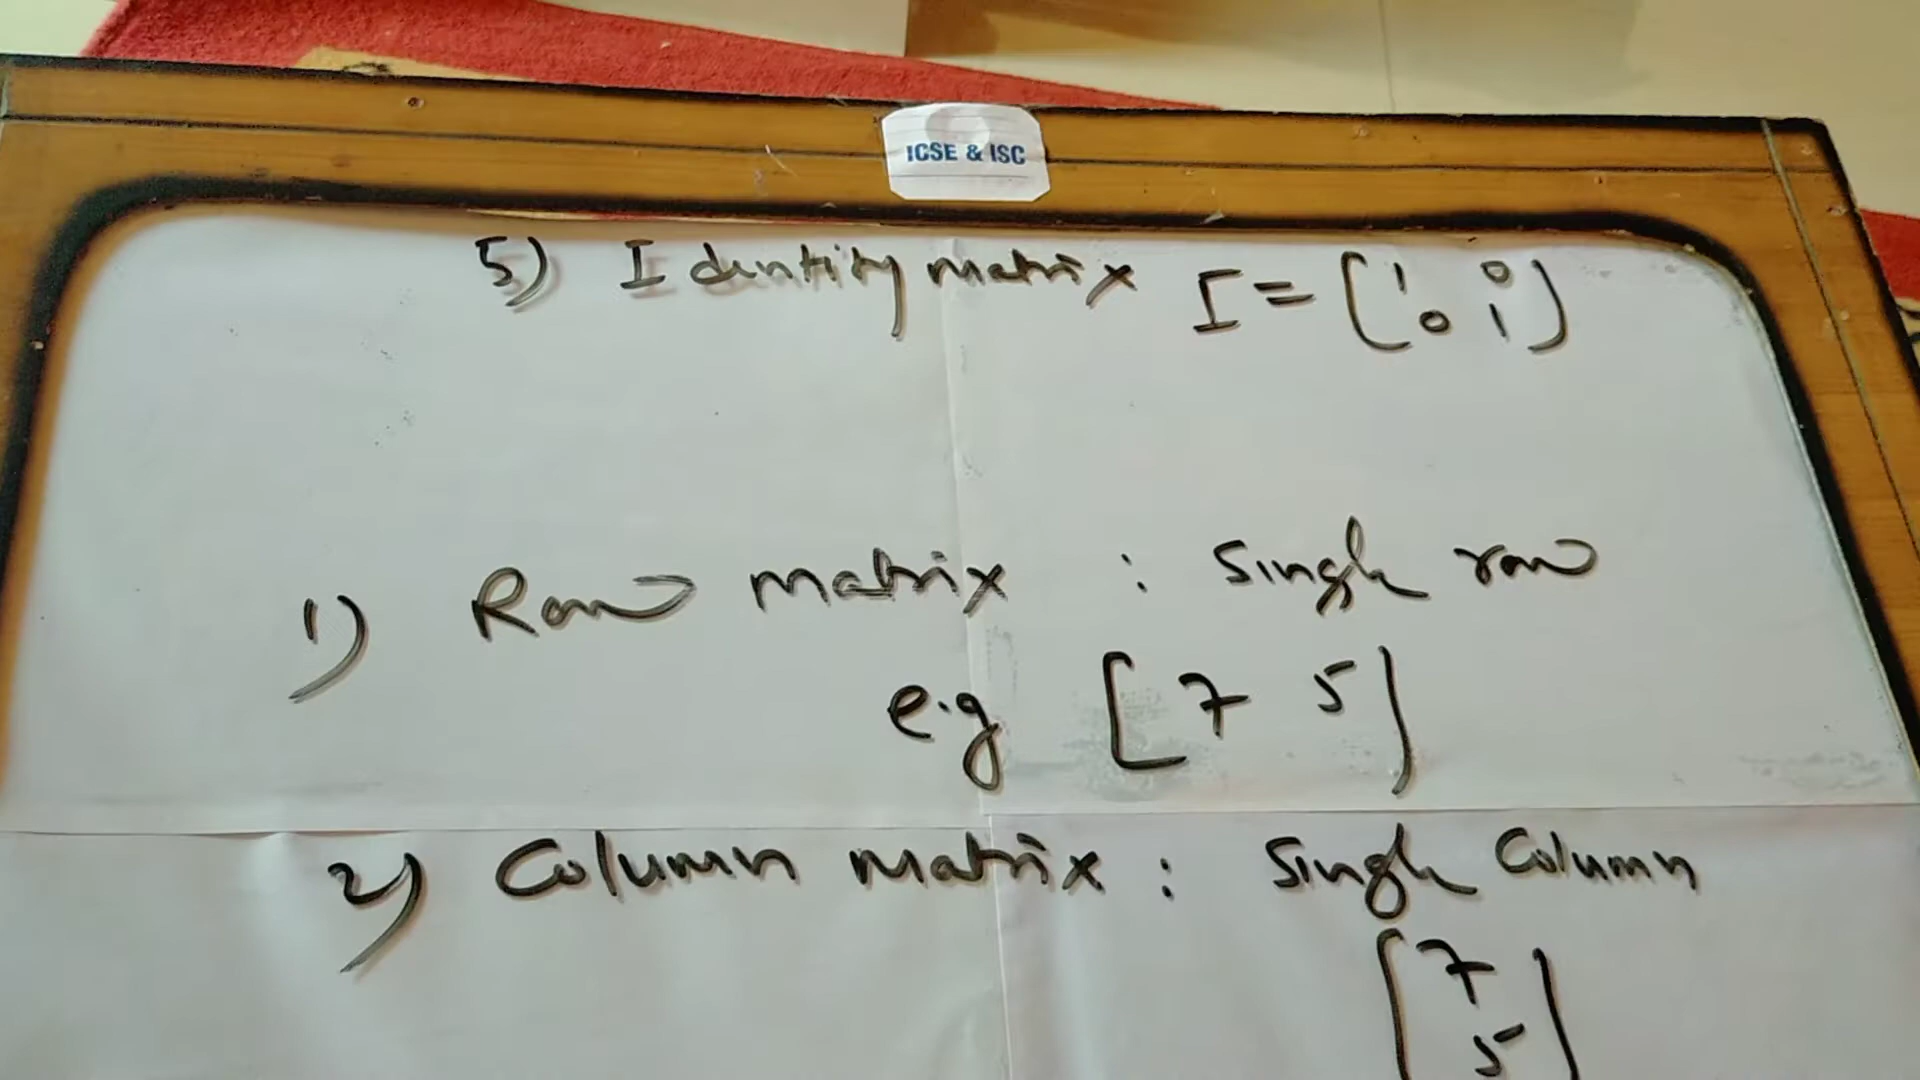 ICSE & ISC
5) Identity matrix I = [1 0
0 1]
1) Row matrix : Single row
e.g [7 5]
2) Column matrix : Single Column
[7
5]